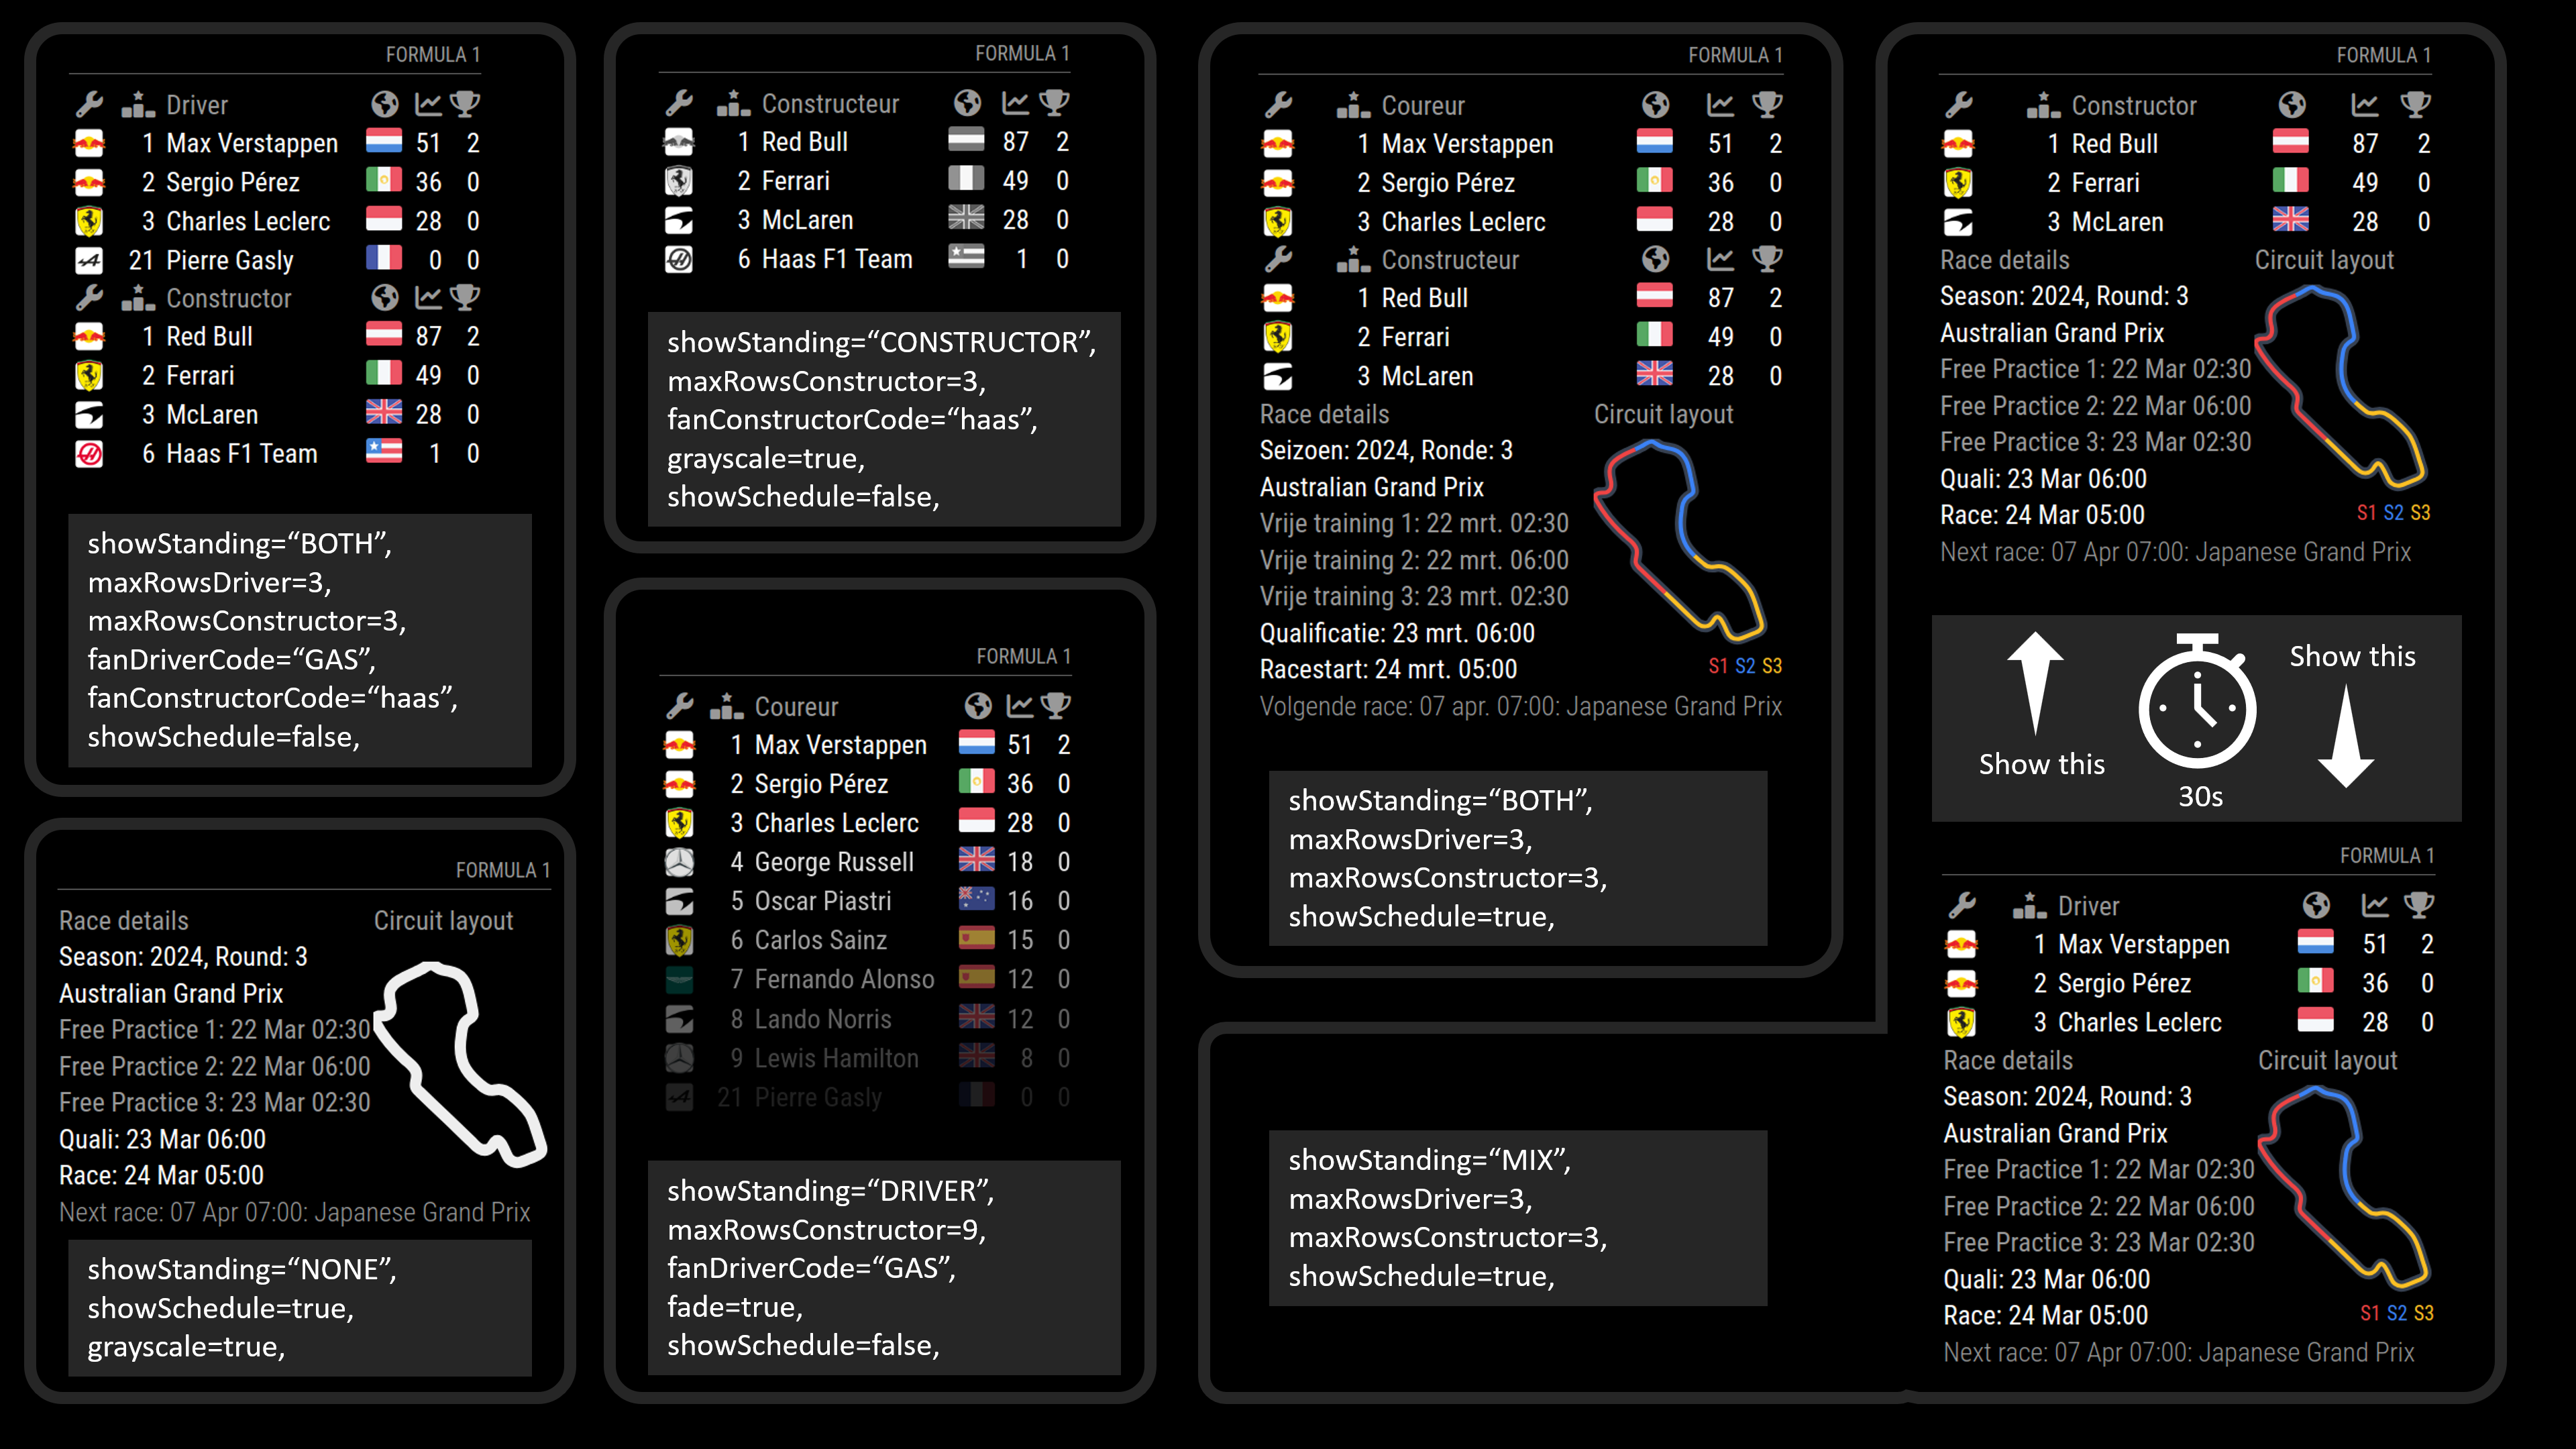 FORMULA 1
Driver
1 Max Verstappen 51 2
2 Sergio Pérez 36 0
3 Charles Leclerc 28 0
21 Pierre Gasly 0 0
Constructor
1 Red Bull 87 2
2 Ferrari 49 0
3 McLaren 28 0
6 Haas F1 Team 1 0
showStanding=“BOTH”,
maxRowsDriver=3,
maxRowsConstructor=3,
fanDriverCode=“GAS”,
fanConstructorCode=“haas”,
showSchedule=false,
FORMULA 1
Race details Circuit layout
Season: 2024, Round: 3
Australian Grand Prix
Free Practice 1: 22 Mar 02:30
Free Practice 2: 22 Mar 06:00
Free Practice 3: 23 Mar 02:30
Quali: 23 Mar 06:00
Race: 24 Mar 05:00
Next race: 07 Apr 07:00: Japanese Grand Prix
showStanding=“NONE”,
showSchedule=true,
grayscale=true,
FORMULA 1
Constructeur
1 Red Bull 87 2
2 Ferrari 49 0
3 McLaren 28 0
6 Haas F1 Team 1 0
showStanding=“CONSTRUCTOR”,
maxRowsConstructor=3,
fanConstructorCode=“haas”,
grayscale=true,
showSchedule=false,
FORMULA 1
Coureur
1 Max Verstappen 51 2
2 Sergio Pérez 36 0
3 Charles Leclerc 28 0
4 George Russell 18 0
5 Oscar Piastri 16 0
6 Carlos Sainz 15 0
7 Fernando Alonso 12 0
8 Lando Norris 12 0
9 Lewis Hamilton 8 0
21 Pierre Gasly 0 0
showStanding=“DRIVER”,
maxRowsConstructor=9,
fanDriverCode=“GAS”,
fade=true,
showSchedule=false,
FORMULA 1
Coureur
1 Max Verstappen 51 2
2 Sergio Pérez 36 0
3 Charles Leclerc 28 0
Constructeur
1 Red Bull 87 2
2 Ferrari 49 0
3 McLaren 28 0
Race details Circuit layout
Seizoen: 2024, Ronde: 3
Australian Grand Prix
Vrije training 1: 22 mrt. 02:30
Vrije training 2: 22 mrt. 06:00
Vrije training 3: 23 mrt. 02:30
Qualificatie: 23 mrt. 06:00
Racestart: 24 mrt. 05:00 S1 S2 S3
Volgende race: 07 apr. 07:00: Japanese Grand Prix
showStanding=“BOTH”,
maxRowsDriver=3,
maxRowsConstructor=3,
showSchedule=true,
showStanding=“MIX”,
maxRowsDriver=3,
maxRowsConstructor=3,
showSchedule=true,
FORMULA 1
Constructor
1 Red Bull 87 2
2 Ferrari 49 0
3 McLaren 28 0
Race details Circuit layout
Season: 2024, Round: 3
Australian Grand Prix
Free Practice 1: 22 Mar 02:30
Free Practice 2: 22 Mar 06:00
Free Practice 3: 23 Mar 02:30
Quali: 23 Mar 06:00
Race: 24 Mar 05:00 S1 S2 S3
Next race: 07 Apr 07:00: Japanese Grand Prix
Show this
Show this
30s
FORMULA 1
Driver
1 Max Verstappen 51 2
2 Sergio Pérez 36 0
3 Charles Leclerc 28 0
Race details Circuit layout
Season: 2024, Round: 3
Australian Grand Prix
Free Practice 1: 22 Mar 02:30
Free Practice 2: 22 Mar 06:00
Free Practice 3: 23 Mar 02:30
Quali: 23 Mar 06:00
Race: 24 Mar 05:00 S1 S2 S3
Next race: 07 Apr 07:00: Japanese Grand Prix